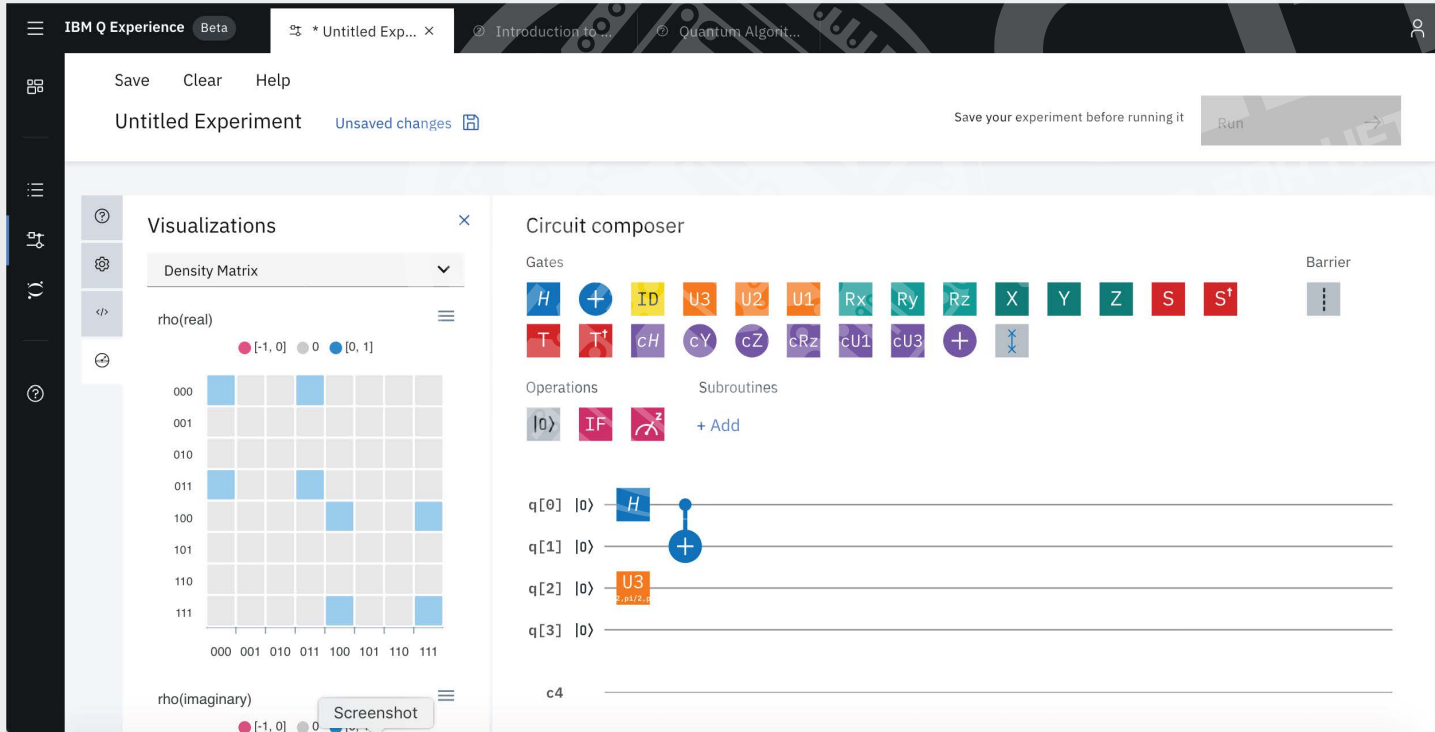 IBM Q Experience Beta
* Untitled Exp... ×
Introduction to ...
Quantum Algorit...
Save Clear Help
Untitled Experiment Unsaved changes
Save your experiment before running it
Run
Visualizations
Density Matrix
rho(real)
[-1, 0] 0 [0, 1]
000
001
010
011
100
101
110
111
000 001 010 011 100 101 110 111
rho(imaginary)
[-1, 0] 0
Screenshot
Circuit composer
Gates
Barrier
H + ID U3 U2 U1 Rx Ry Rz X Y Z S S†
T T† cH cY cZ cRz cU1 cU3 +
Operations Subroutines
|0⟩ IF z
+ Add
q[0] |0⟩ H
q[1] |0⟩ +
q[2] |0⟩ U3
2.pi/2.p
q[3] |0⟩
c4